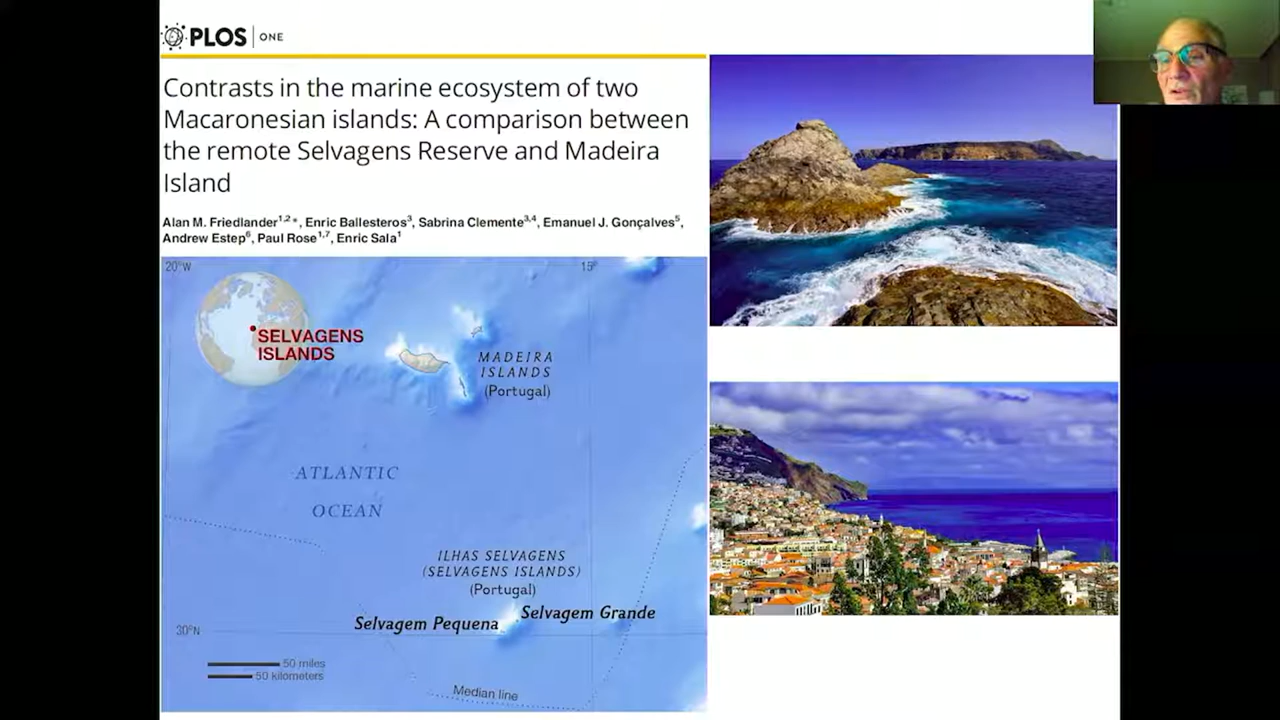 PLOS ONE
Contrasts in the marine ecosystem of two
Macaronesian islands: A comparison between
the remote Selvagens Reserve and Madeira
Island
Alan M. Friedlander1,2*, Enric Ballesteros3, Sabrina Clemente3,4, Emanuel J. Gonçalves5,
Andrew Estep6, Paul Rose1,7, Enric Sala1
20°W
15°
SELVAGENS
ISLANDS
MADEIRA
ISLANDS
(Portugal)
ATLANTIC
OCEAN
ILHAS SELVAGENS
(SELVAGENS ISLANDS)
(Portugal)
Selvagem Grande
Selvagem Pequena
30°N
50 miles
50 kilometers
Median line